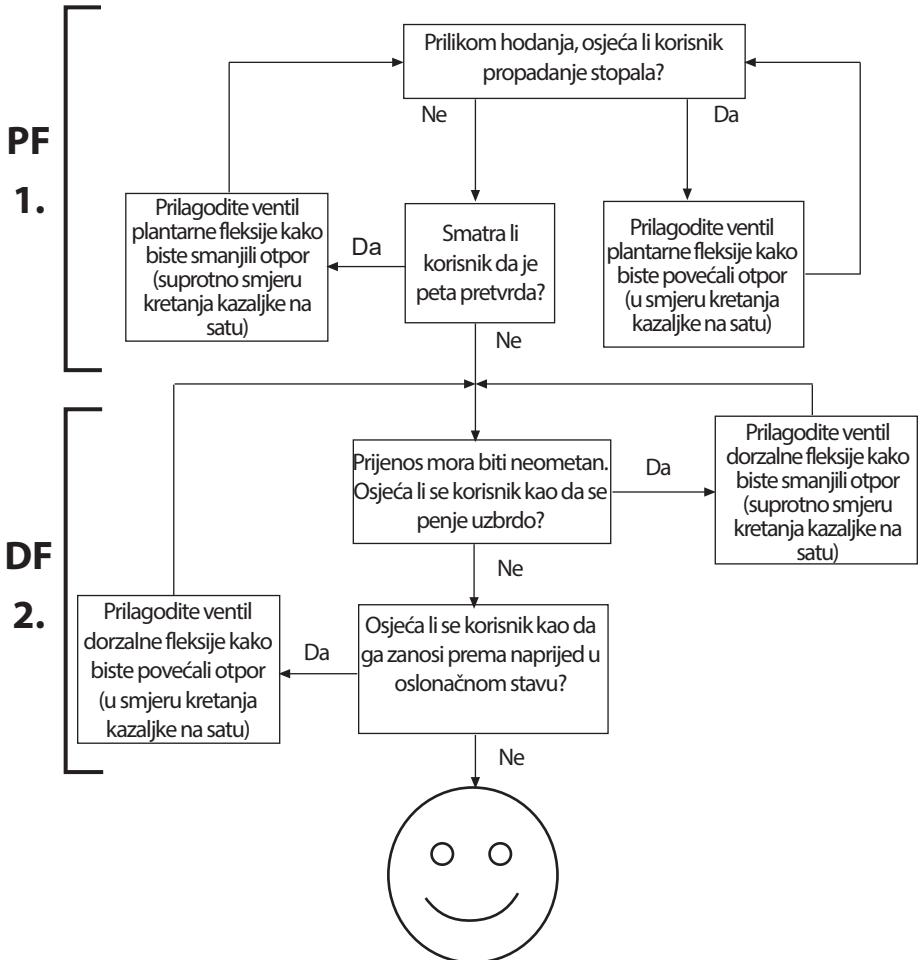 Prilikom hodanja, osjeća li korisnik
propadanje stopala?
Ne
Da
PF
1.
Prilagodite ventil
plantarne fleksije kako
biste smanjili otpor
(suprotno smjeru
kretanja kazaljke na
satu)
Da
Smatra li
korisnik da je
peta pretvrda?
Prilagodite ventil
plantarne fleksije kako
biste povećali otpor
(u smjeru kretanja
kazaljke na satu)
Ne
DF
2.
Prijenos mora biti neometan.
Osjeća li se korisnik kao da se
penje uzbrdo?
Da
Prilagodite ventil
dorzalne fleksije kako
biste smanjili otpor
(suprotno smjeru
kretanja kazaljke na
satu)
Ne
Prilagodite ventil
dorzalne fleksije kako
biste povećali otpor
(u smjeru kretanja
kazaljke na satu)
Da
Osjeća li se korisnik kao da
ga zanosi prema naprijed u
oslonačnom stavu?
Ne